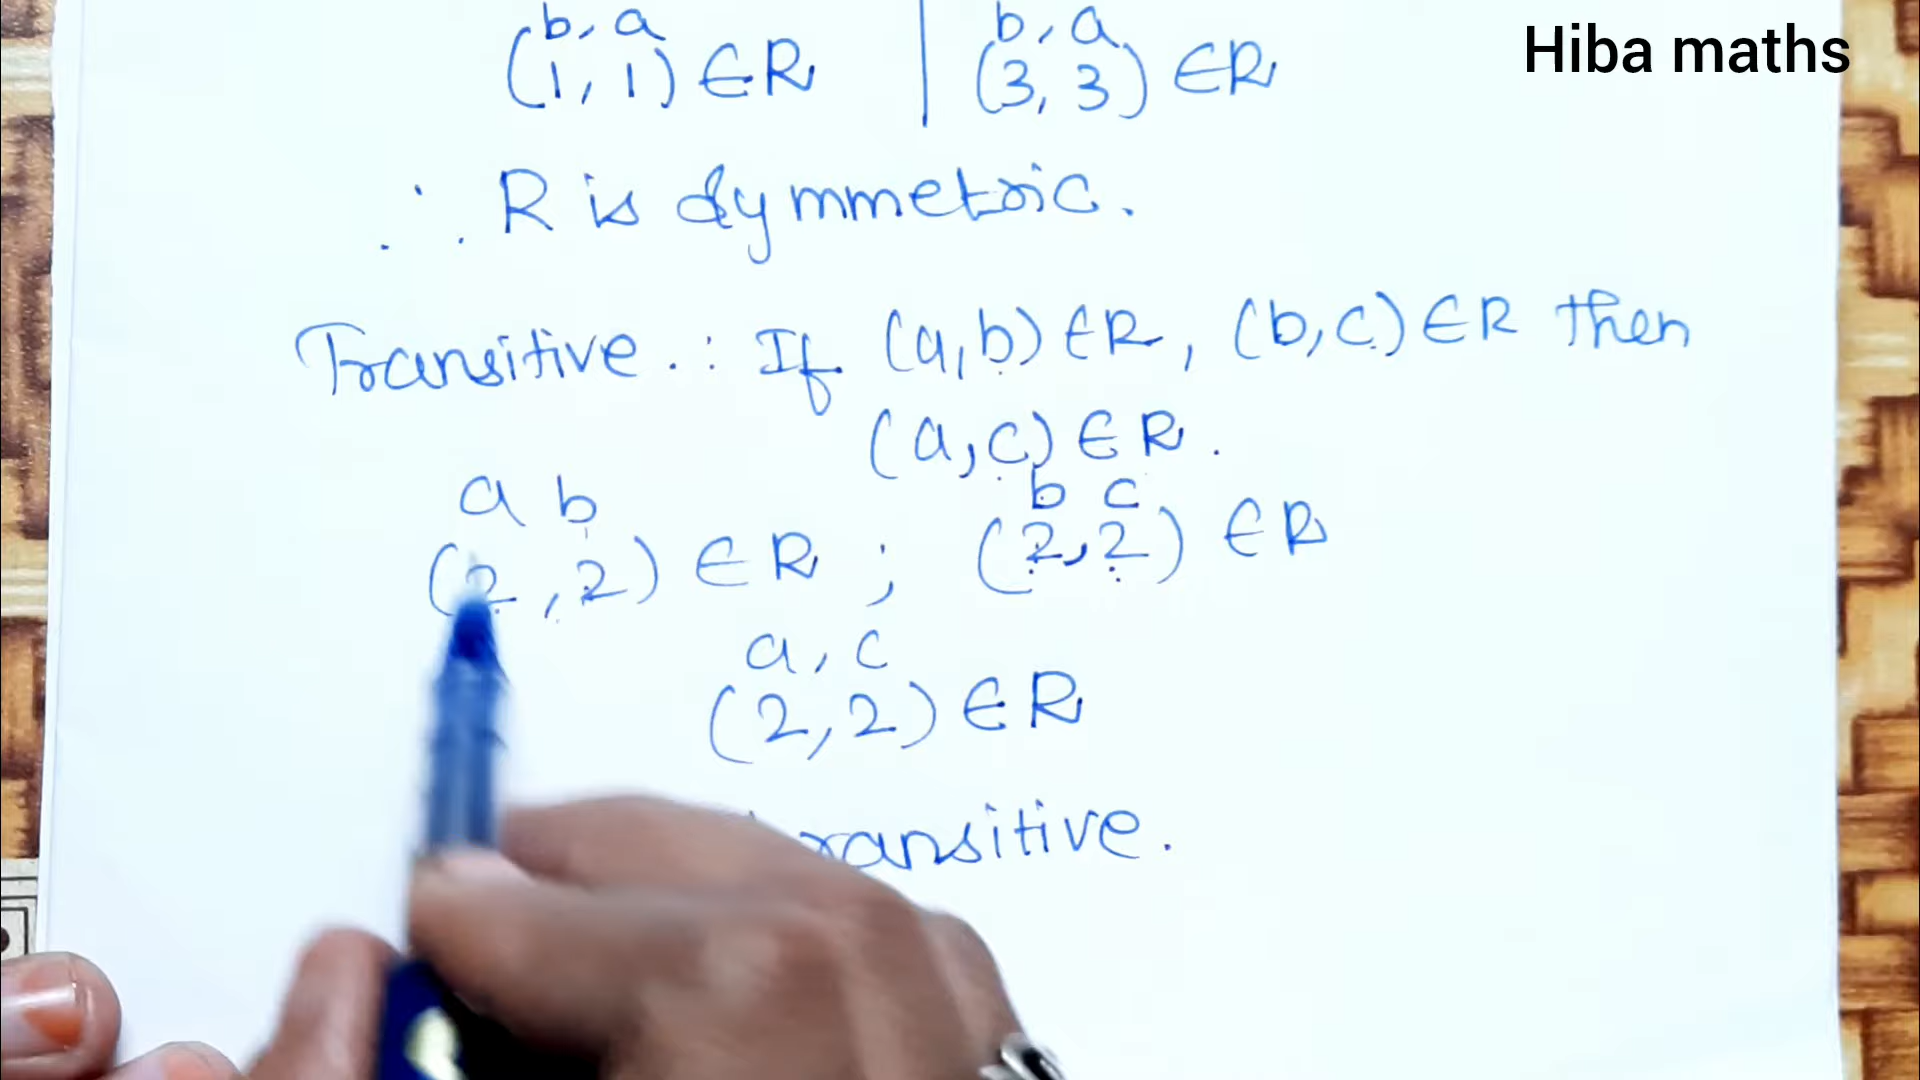 b, a b, a
(1, 1) ∈ R | (3, 3) ∈ R
Hiba maths
∴ R is symmetric.
Transitive : If (a,b) ∈ R, (b,c) ∈ R then
(a,c) ∈ R.
a b b c
(2, 2) ∈ R ; (2, 2) ∈ R
a, c
(2, 2) ∈ R
ransitive.